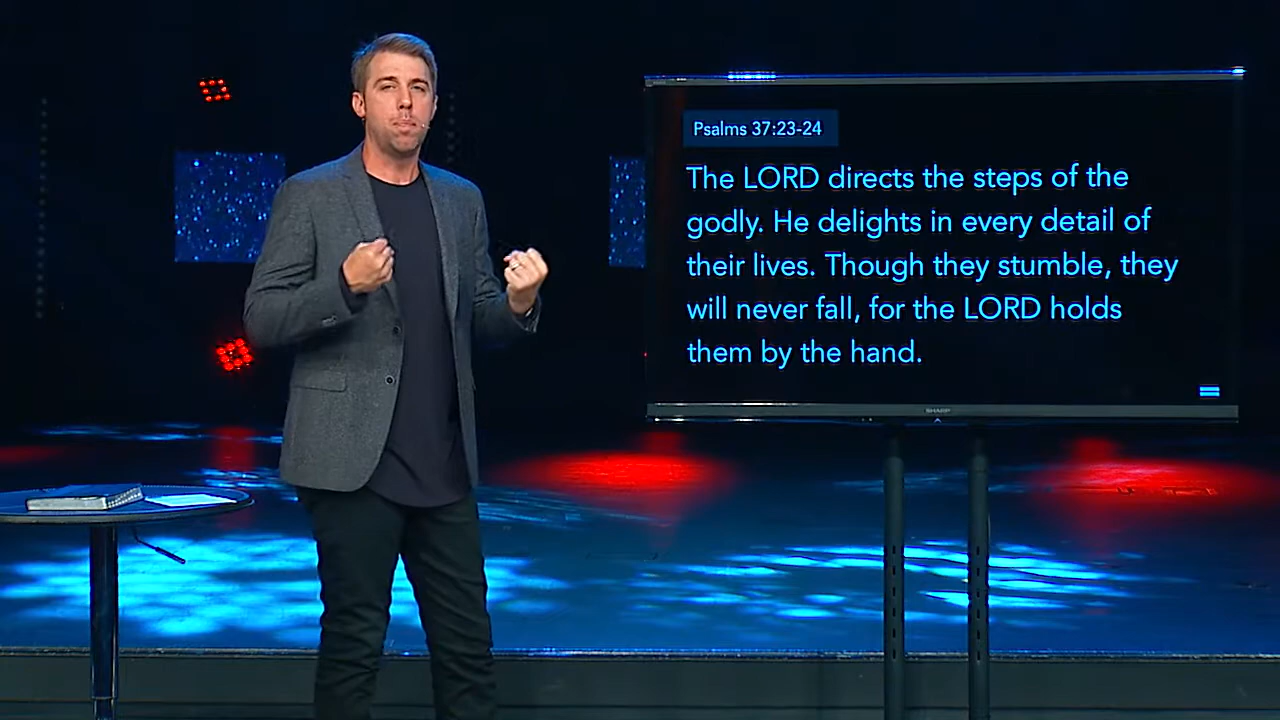 Psalms 37:23-24
The LORD directs the steps of the
godly. He delights in every detail of
their lives. Though they stumble, they
will never fall, for the LORD holds
them by the hand.
SHARP